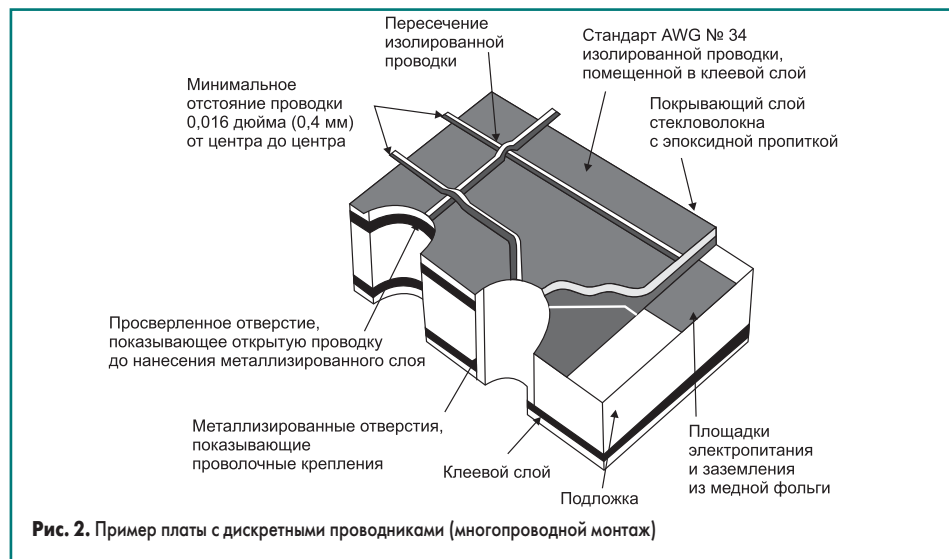 Пересечение
изолированной
проводки
Стандарт AWG № 34
изолированной проводки,
помещенной в клеевой слой
Минимальное
отстояние проводки
0,016 дюйма (0,4 мм)
от центра до центра
Покрывающий слой
стекловолокна
с эпоксидной пропиткой
Просверленное отверстие,
показывающее открытую проводку
до нанесения металлизированного слоя
Металлизированные отверстия,
показывающие
проволочные крепления
Клеевой слой
Подложка
Площадки
электропитания
и заземления
из медной фольги
Рис. 2. Пример платы с дискретными проводниками (многопроводной монтаж)